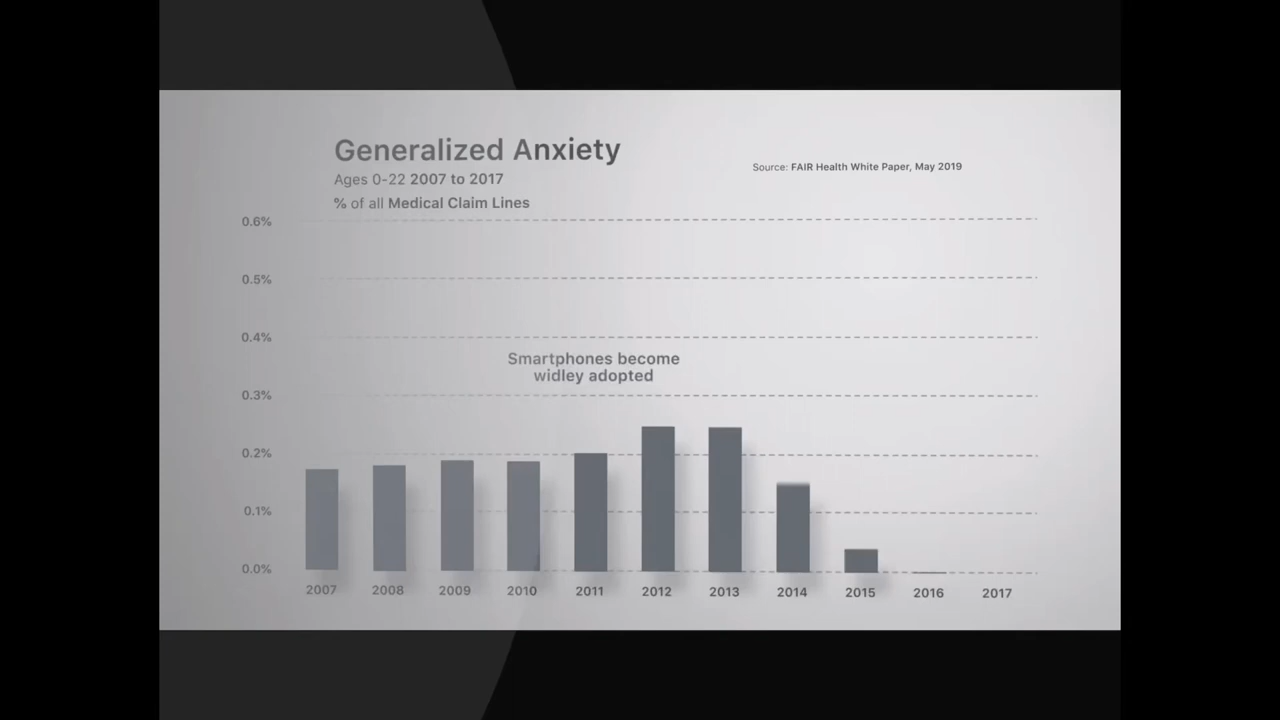 Generalized Anxiety
Ages 0-22 2007 to 2017
Source: FAIR Health White Paper, May 2019
% of all Medical Claim Lines
0.6%
0.5%
0.4%
Smartphones become
widley adopted
0.3%
0.2%
0.1%
0.0%
2007 2008 2009 2010 2011 2012 2013 2014 2015 2016 2017